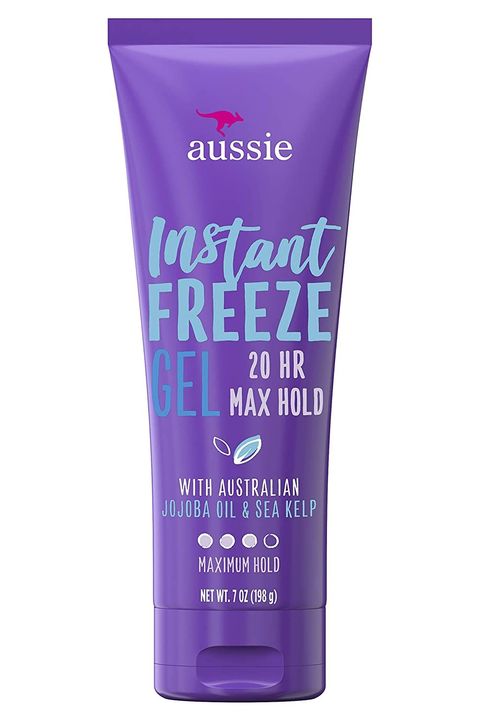 aussie
Instant
FREEZE
GEL 20 HR
MAX HOLD
WITH AUSTRALIAN
JOJOBA OIL & SEA KELP
MAXIMUM HOLD
NET WT. 7 OZ (198 g)